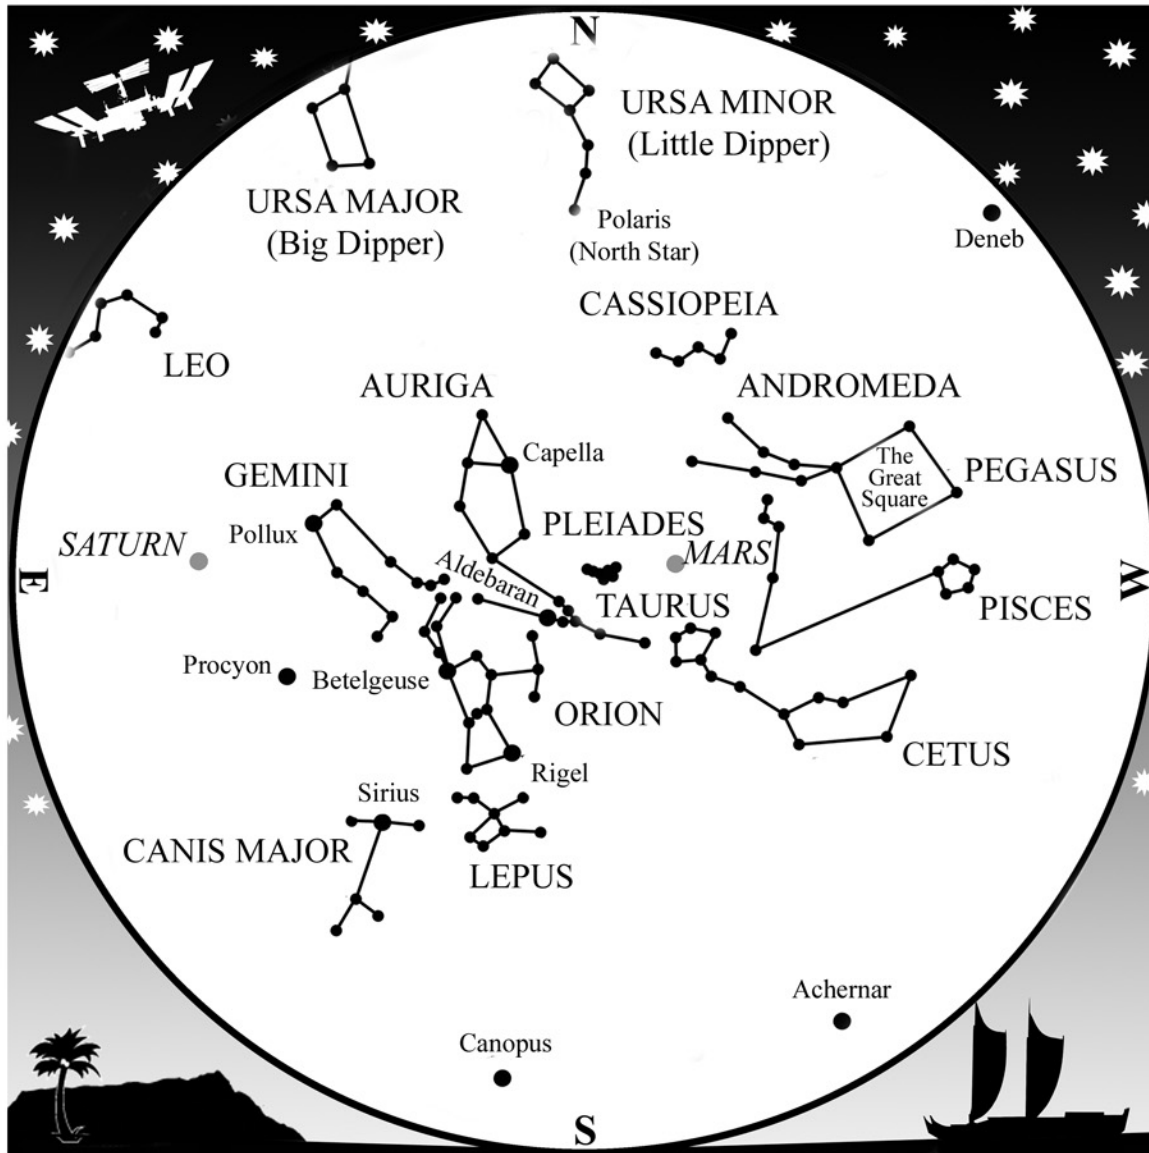 N
URSA MINOR
(Little Dipper)
URSA MAJOR
(Big Dipper)
Polaris
(North Star)
Deneb
CASSIOPEIA
LEO
AURIGA
ANDROMEDA
Capella
The
Great
Square
PEGASUS
GEMINI
Pollux
PLEIADES
SATURN
MARS
E
W
Aldebaran
TAURUS
PISCES
Procyon
Betelgeuse
ORION
CETUS
Rigel
Sirius
CANIS MAJOR
LEPUS
Achernar
Canopus
S